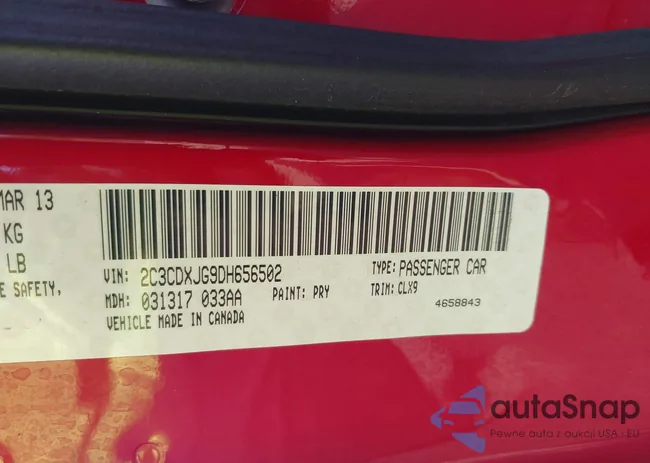 MAR 13
KG
LB
E SAFETY,
VIN: 2C3CDXJG9DH656502
TYPE: PASSENGER CAR
MDH: 031317 033AA
PAINT: PRY
TRIM: CLX9
VEHICLE MADE IN CANADA
4658843
autaSnap
Pewne auta z aukcji USA i EU